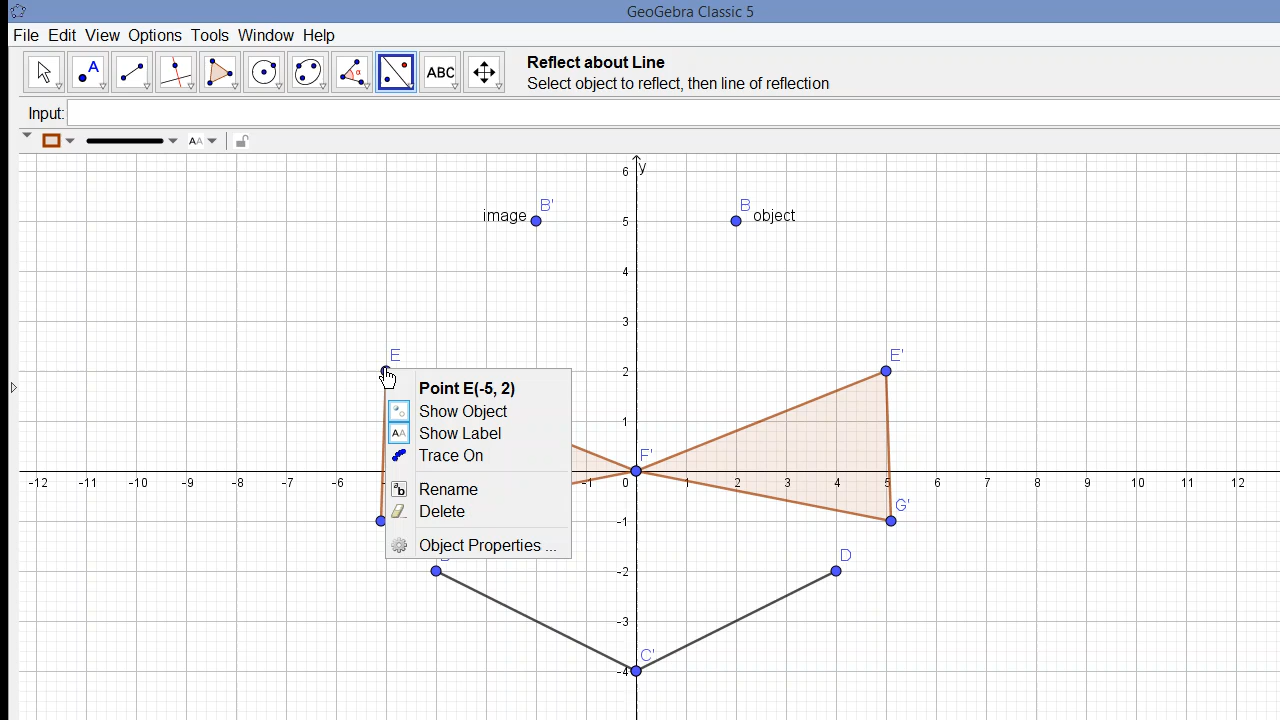 GeoGebra Classic 5
File Edit View Options Tools Window Help
A
α
ABC
Reflect about Line
Select object to reflect, then line of reflection
Input:
AA
y
6
B'
B
image
5
object
4
3
E
E'
2
Point E(-5, 2)
Show Object
1
AA Show Label
Trace On
F'
-12 -11 -10 -9 -8 -7 -6 -1 0 1 2 3 4 5 6 7 8 9 10 11 12
ab Rename
G'
Delete
-1
Object Properties ...
D
-2
-3
C'
-4